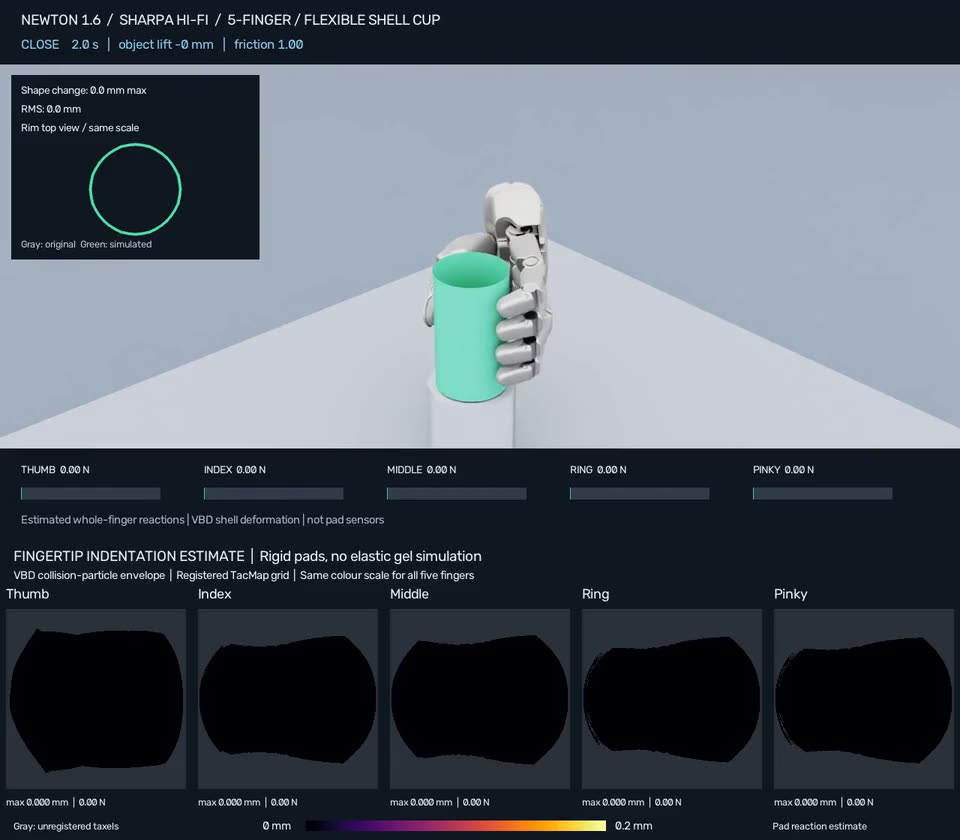 NEWTON 1.6 / SHARPA HI-FI / 5-FINGER / FLEXIBLE SHELL CUP
CLOSE 2.0 s | object lift -0 mm | friction 1.00
Shape change: 0.0 mm max
RMS: 0.0 mm
Rim top view / same scale
Gray: original Green: simulated
THUMB 0.00 N INDEX 0.00 N MIDDLE 0.00 N RING 0.00 N PINKY 0.00 N
Estimated whole-finger reactions | VBD shell deformation | not pad sensors
FINGERTIP INDENTATION ESTIMATE | Rigid pads, no elastic gel simulation
VBD collision-particle envelope | Registered TacMap grid | Same colour scale for all five fingers
Thumb Index Middle Ring Pinky
max 0.000 mm | 0.00 N max 0.000 mm | 0.00 N max 0.000 mm | 0.00 N max 0.000 mm | 0.00 N max 0.000 mm | 0.00 N
Gray: unregistered taxels 0 mm 0.2 mm Pad reaction estimate